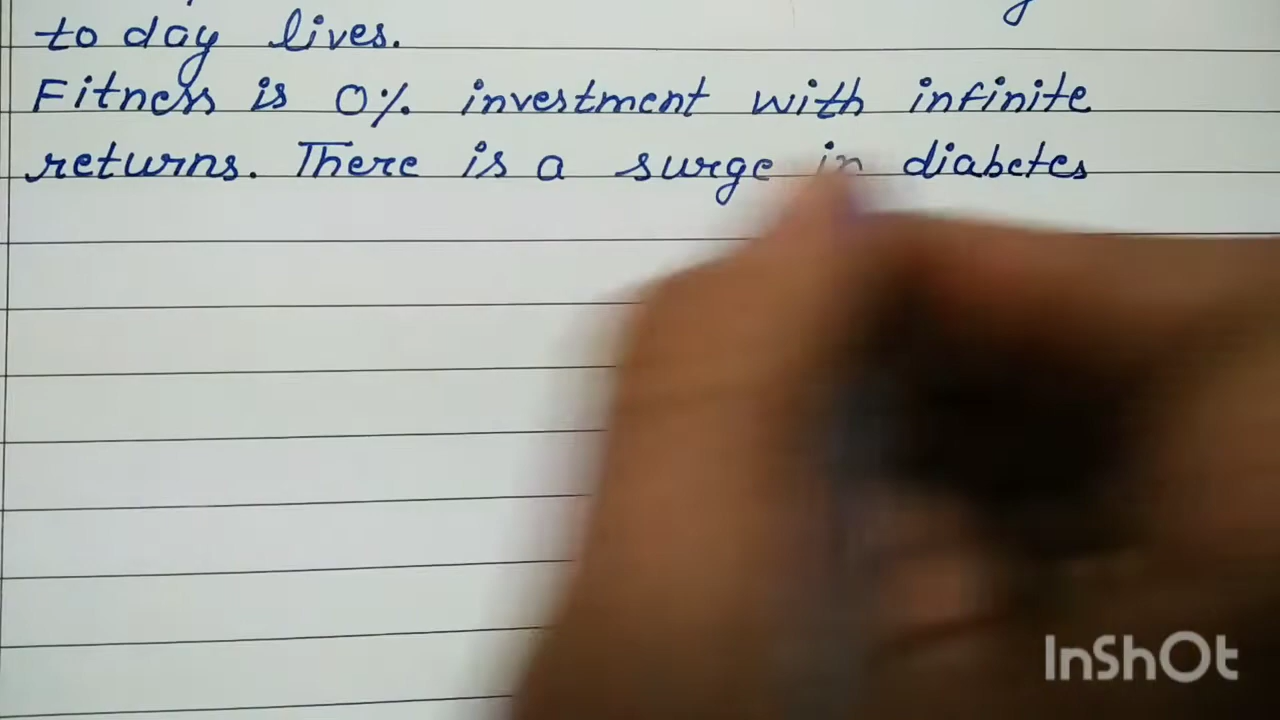 to day lives.
Fitness is 0% investment with infinite
returns. There is a surge in diabetes
InShOt